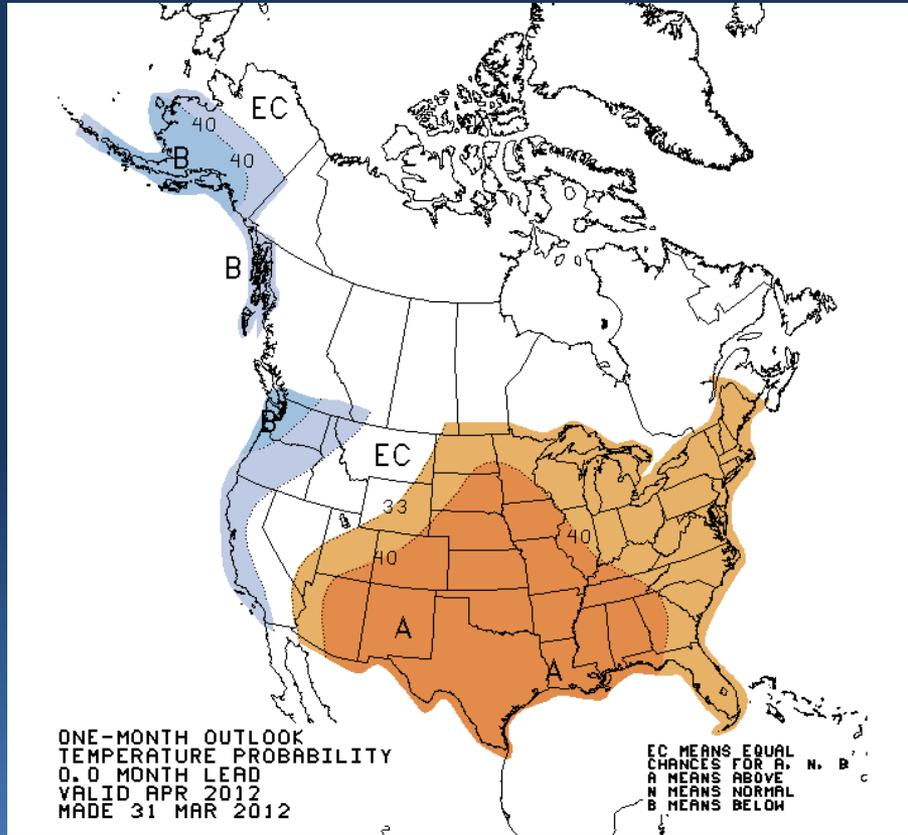 EC
40
B
40
B
B
EC
33
40
40
A
A
ONE-MONTH OUTLOOK
TEMPERATURE PROBABILITY
0.0 MONTH LEAD
VALID APR 2012
MADE 31 MAR 2012
EC MEANS EQUAL
CHANCES FOR A, N, B
A MEANS ABOVE
N MEANS NORMAL
B MEANS BELOW